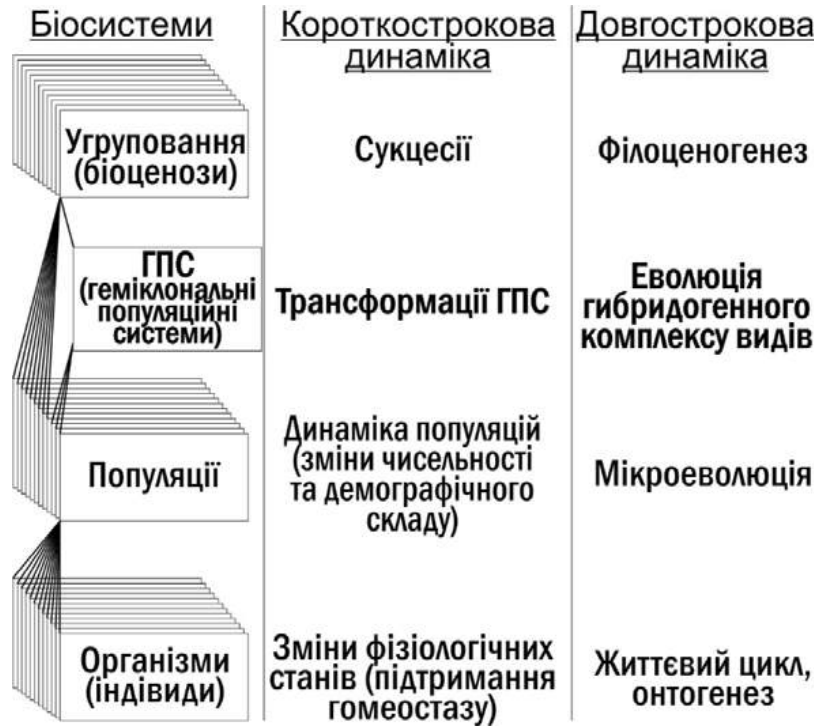 Біосистеми
Короткострокова
динаміка
Довгострокова
динаміка
Угруповання
(біоценози)
Сукцесії
Філоценогенез
ГПС
(геміклональні
популяційні
системи)
Трансформації ГПС
Еволюція
гибридогенного
комплексу видів
Популяції
Динаміка популяцій
(зміни чисельності
та демографічного
складу)
Мікроеволюція
Організми
(індивиди)
Зміни фізіологічних
станів (підтримання
гомеостазу)
Життєвий цикл,
онтогенез